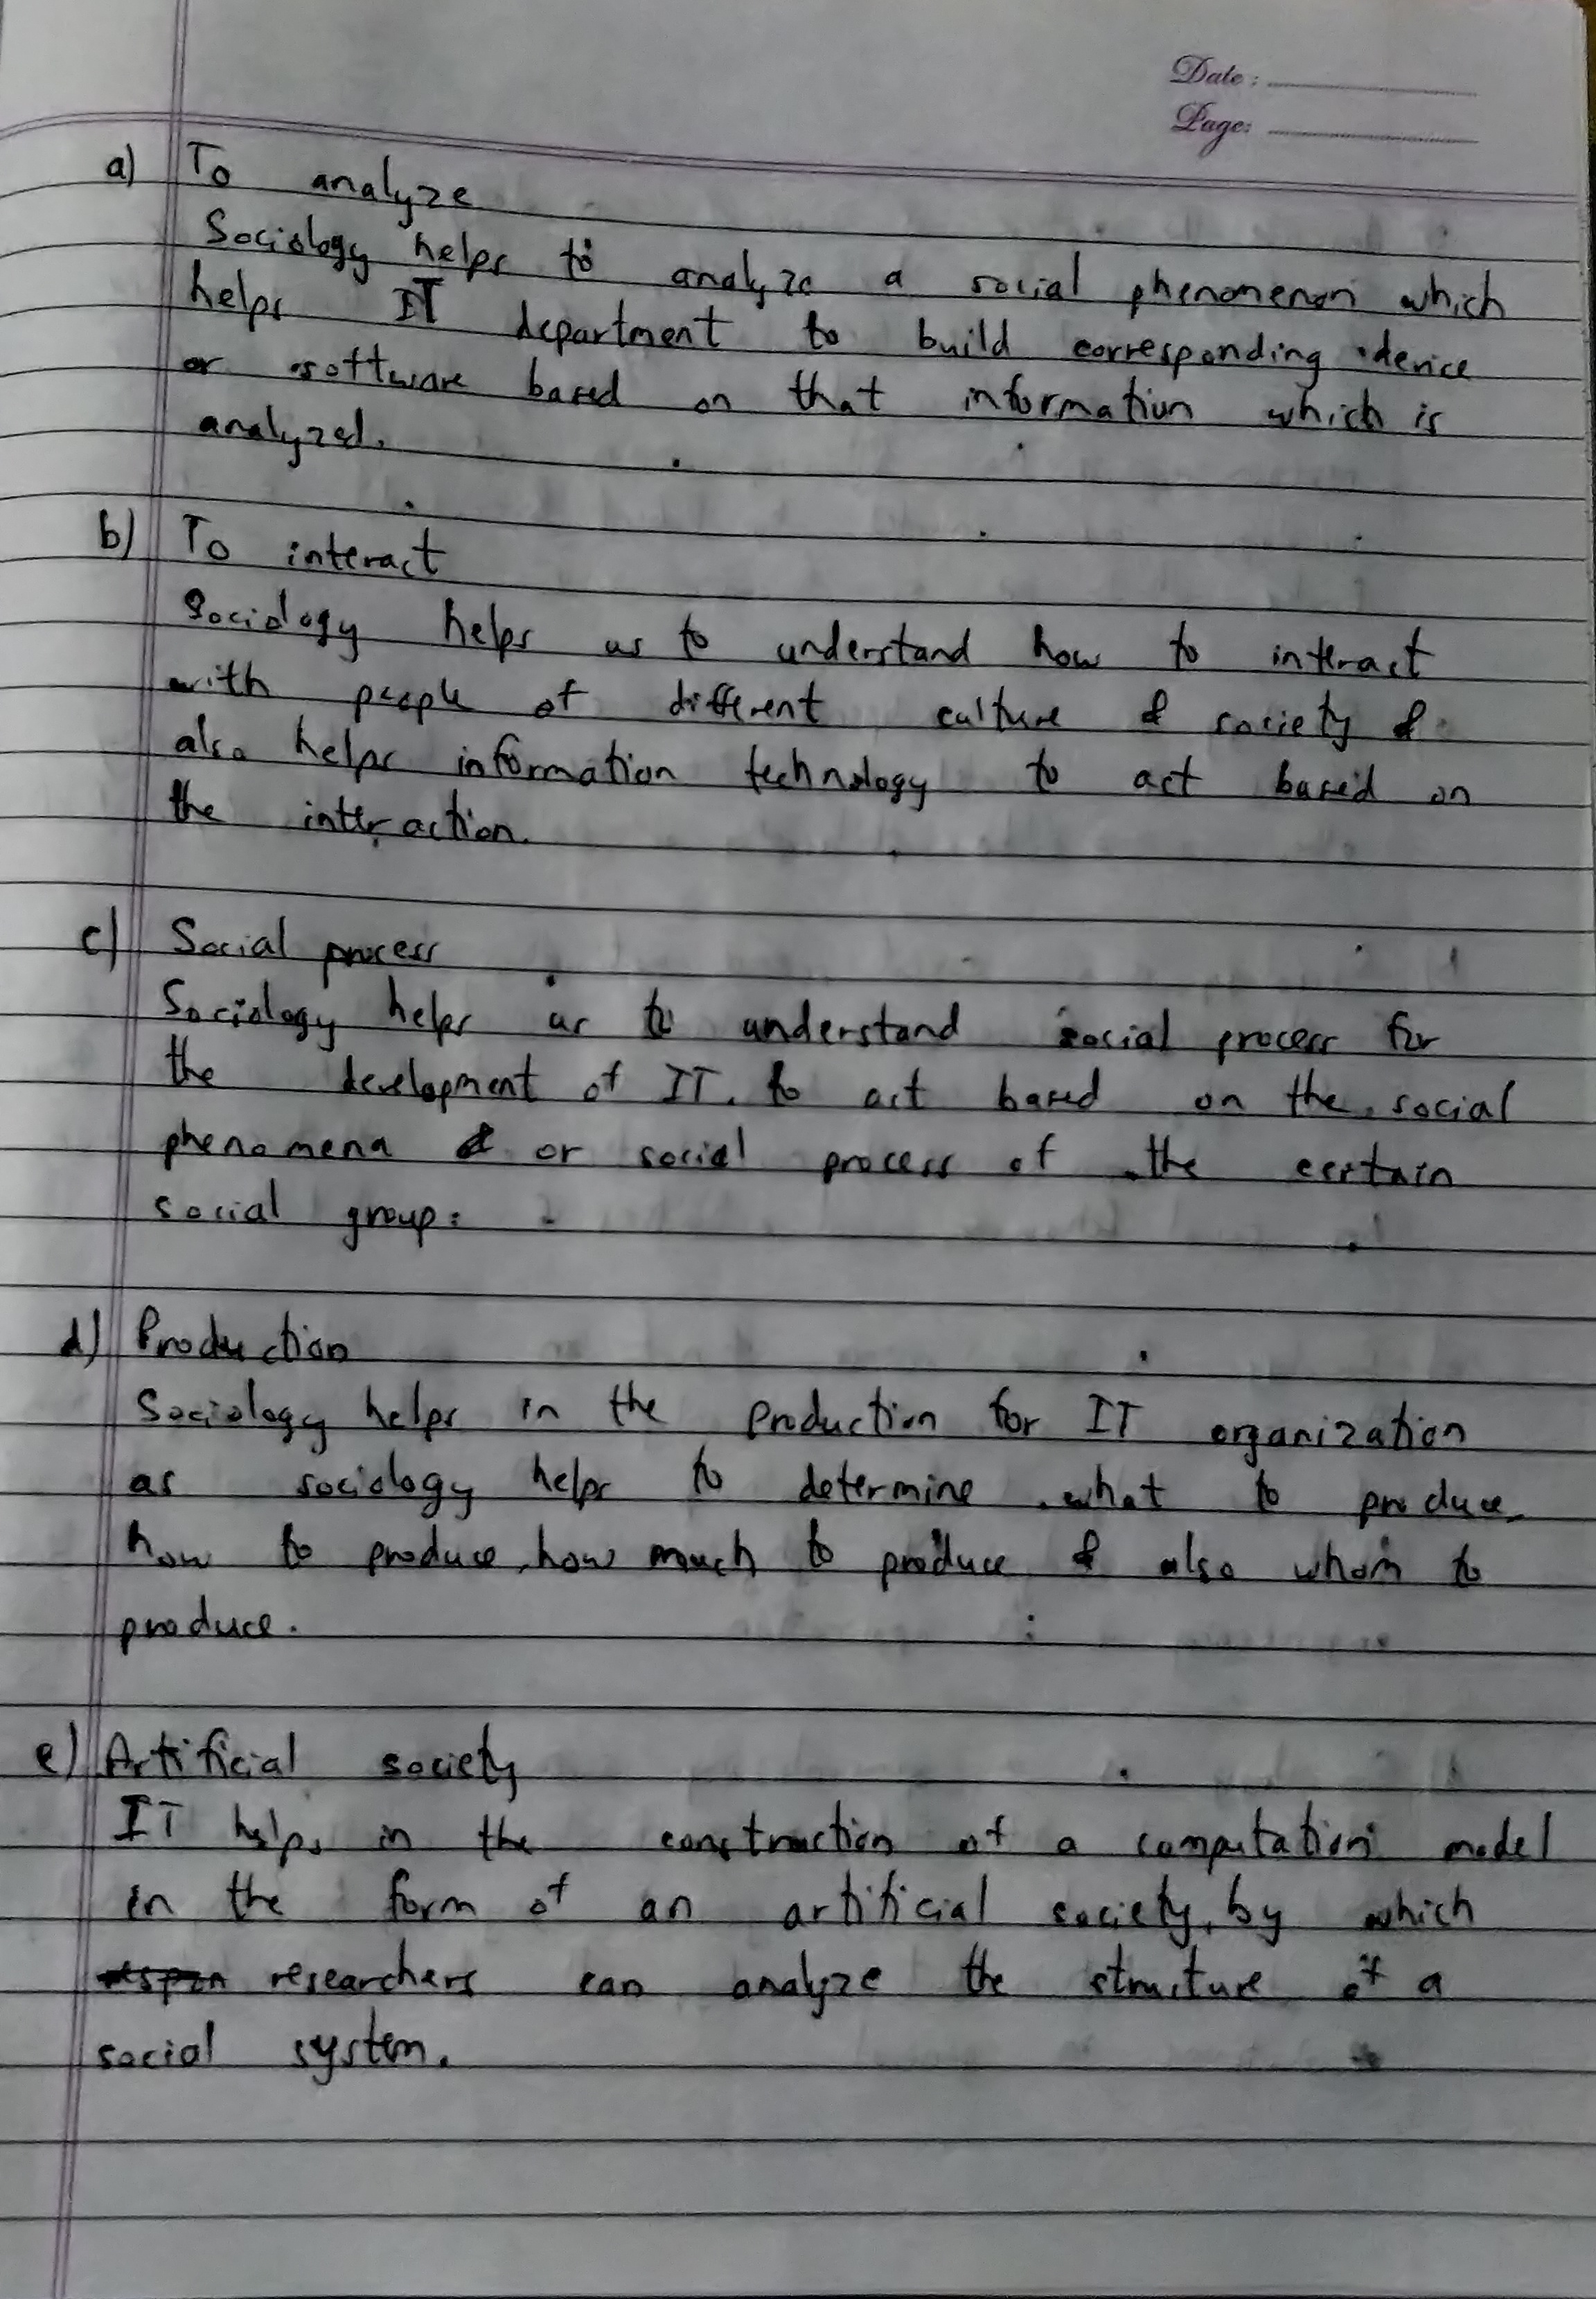 Date :
Page:
a) To analyze
Sociology helps to analyze a social phenomenon which
helps IT department to build corresponding device
or software based on that information which is
analyzed.
b) To interact
Sociology helps us to understand how to interact
with people of different culture & society &
also helps information technology to act based on
the interaction.
c) Social process
Sociology helps us to understand social process for
the development of IT. to act based on the social
phenomena & or social process of the certain
social group.
d) Production
Sociology helps in the production for IT organization
as sociology helps to determine what to produce,
how to produce, how much to produce & also whom to
produce.
e) Artificial society
IT helps in the construction of a computation model
in the form of an artificial society, by which
researchers can analyze the structure of a
social system.